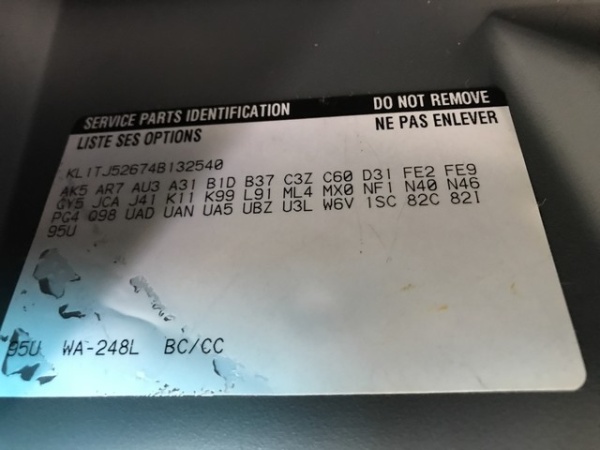 SERVICE PARTS IDENTIFICATION DO NOT REMOVE
LISTE SES OPTIONS NE PAS ENLEVER
KL1TJ52674B132540
AK5 AR7 AU3 A31 B1D B37 C3Z C60 D31 FE2 FE9
GY5 JCA J41 K11 K99 L91 ML4 MX0 NF1 N40 N46
PG4 Q98 UAD UAN UA5 UBZ U3L W6V 1SC 82C 82I
95U
95U WA-248L BC/CC